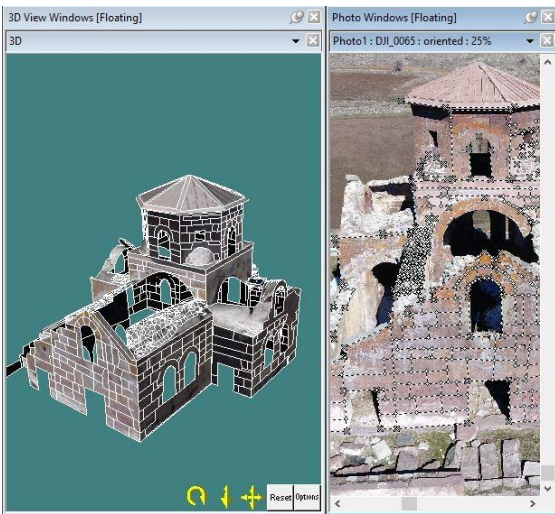 3D View Windows [Floating]
3D
Reset Options
Photo Windows [Floating]
Photo1 : DJI_0065 : oriented : 25%